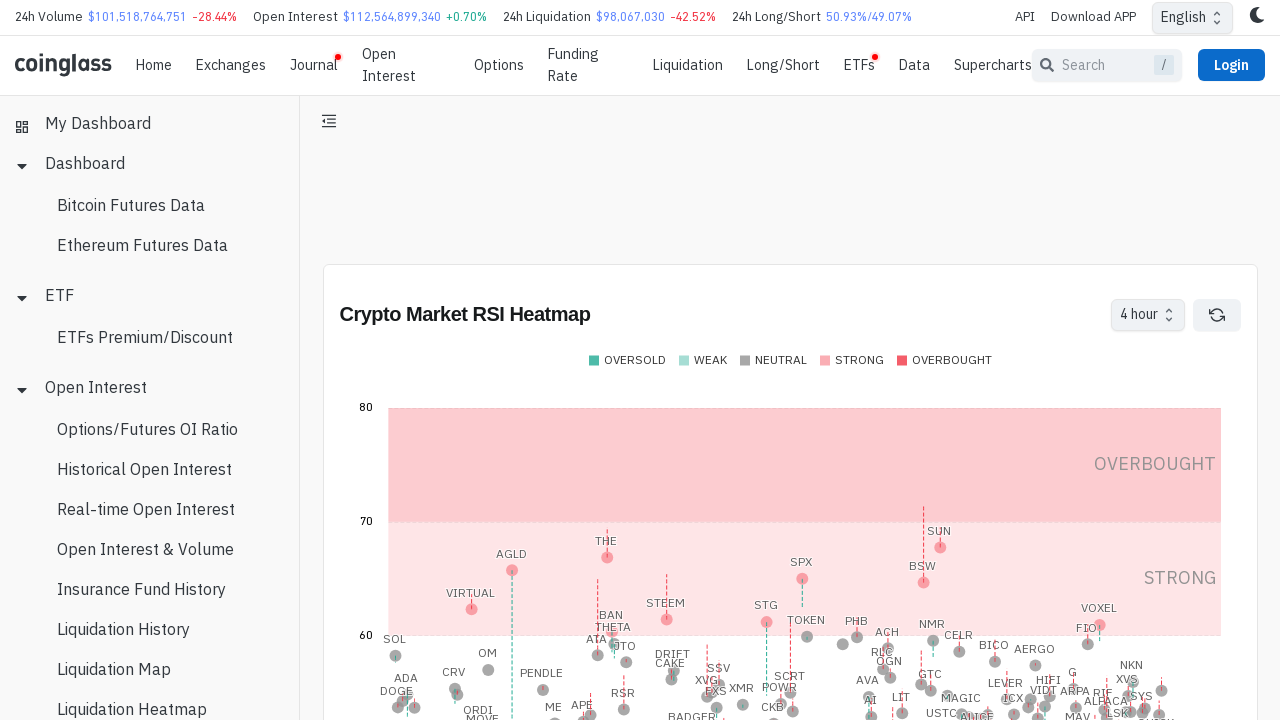 24h Volume $101,518,764,751 -28.44% Open Interest $112,564,899,340 +0.70% 24h Liquidation $98,067,030 -42.52% 24h Long/Short 50.93%/49.07% API Download APP English
coinglass Home Exchanges Journal Open Interest Options Funding Rate Liquidation Long/Short ETFs Data Supercharts Search / Login
My Dashboard
Dashboard
Bitcoin Futures Data
Ethereum Futures Data
ETF
ETFs Premium/Discount
Open Interest
Options/Futures OI Ratio
Historical Open Interest
Real-time Open Interest
Open Interest & Volume
Insurance Fund History
Liquidation History
Liquidation Map
Liquidation Heatmap
Crypto Market RSI Heatmap 4 hour
OVERSOLD WEAK NEUTRAL STRONG OVERBOUGHT
80
OVERBOUGHT
70
SUN
THE
AGLD
SPX
BSW
STRONG
VIRTUAL
STEEM
STG
VOXEL
BAN
TOKEN
PHB
NMR
THETA
FIO
60
SOL
ATA
JTO
ACH
CELR
BICO
AERGO
OM
DRIFT
RLC
CAKE
OGN
NKN
CRV
PENDLE
SSV
SCRT
GTC
G
ADA
XVG
AVA
LEVER
HIFI
XVS
DOGE
RSR
FXS
XMR
POWR
VIDT
ARPA
RIF
AI
LIT
MAGIC
ICX
ALPACA
SYS
ORDI
ME
APE
CKB
USTC
LSK
MOVE
BADGER
ALICE
MAV